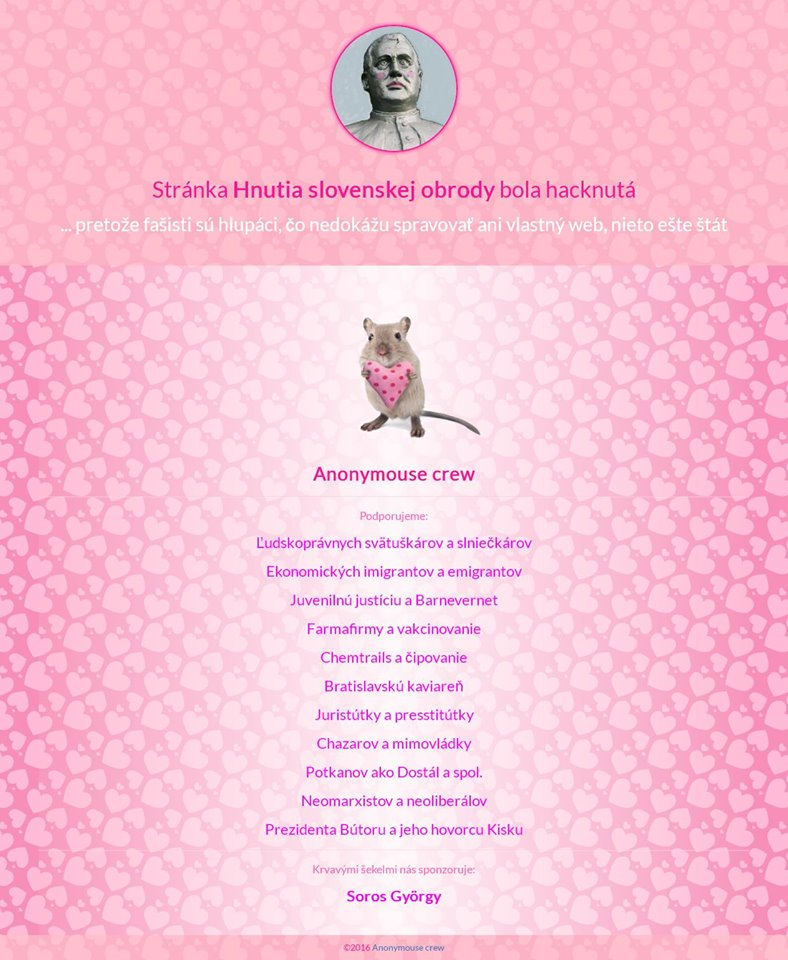 Stránka Hnutia slovenskej obrody bola hacknutá
... pretože fašisti sú hlupáci, čo nedokážu spravovať ani vlastný web, nieto ešte štát
Anonymouse crew
Podporujeme:
Ľudskoprávnych svätuškárov a slniečkárov
Ekonomických imigrantov a emigrantov
Juvenilnú justíciu a Barnevernet
Farmafirmy a vakcinovanie
Chemtrails a čipovanie
Bratislavskú kaviareň
Juristútky a presstitútky
Chazarov a mimovládky
Potkanov ako Dostál a spol.
Neomarxistov a neoliberálov
Prezidenta Bútoru a jeho hovorcu Kisku
Krvavými šekelmi nás sponzoruje:
Soros György
©2016 Anonymouse crew